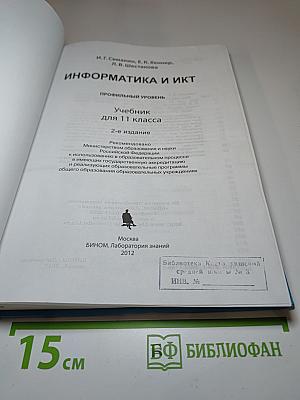 И. Г. Семакин, Е. К. Хеннер,
Л. В. Шестакова
ИНФОРМАТИКА И ИКТ
ПРОФИЛЬНЫЙ УРОВЕНЬ
Учебник
для 11 класса
2-е издание
Рекомендовано
Министерством образования и науки
Российской Федерации
к использованию в образовательном процессе
в имеющих государственную аккредитацию
и реализующих образовательные программы
общего образования образовательных учреждениях
Москва
БИНОМ. Лаборатория знаний
2012
Библиотека
средней школы № 3
ИНВ. №
15 СМ
БФ БИБЛИОФАН